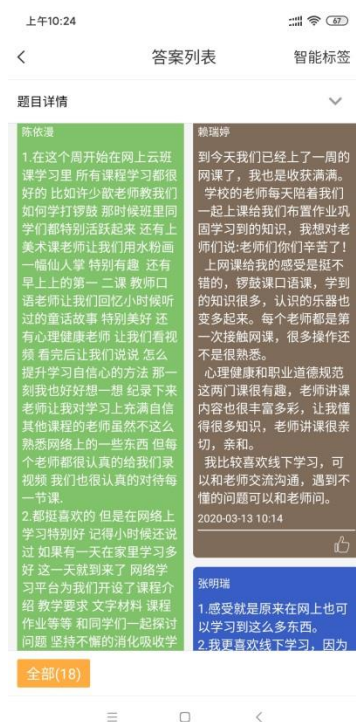 上午10:24
67
答案列表
智能标签
题目详情
陈依漫
1.在这个周开始在网上云班
课学习里 所有课程学习都很
好的 比如许少歆老师教我们
如何学打锣鼓 那时候班里同
学们都特别活跃起来 还有上
美术课老师让我们用水粉画
一幅仙人掌 特别有趣 还有
早上上的第一 二课 教师口
语老师让我们回忆小时候听
过的童话故事 特别美好 还
有心理健康老师 让我们看视
频 看完后让我们说说 怎么
提升学习自信心的方法 那一
刻我也好好想一想 纪录下来
老师让我对学习上充满自信
其他课程的老师虽然不这么
熟悉网络上的一些东西 但每
个老师都很认真的给我们录
视频 我们也很认真的对待每
一节课.
2.都挺喜欢的 但是在网络上
学习特别好 记得小时候还说
过 如果有一天在家里学习多
好 这一天就到来了 网络学
习平台为我们开设了课程介
绍 教学要求 文字材料 课程
作业等等 和同学们一起探讨
问题 坚持不懈的消化吸收学
赖瑞婷
到今天我们已经上了一周的
网课了，我也是收获满满。
学校的老师每天陪着我们
一起上课给我们布置作业巩
固学习到的知识，我想对老
师们说:老师们你们辛苦了！
上网课给我的感受是挺不
错的，锣鼓课口语课，学到
的知识很多，认识的乐器也
变多起来。每个老师都是第
一次接触网课，很多操作还
不是很熟悉。
心理健康和职业道德规范
这两门课很有趣，老师讲课
内容也很丰富多彩，让我懂
得很多知识，老师讲课很亲
切，亲和。
我比较喜欢线下学习，可
以和老师交流沟通，遇到不
懂的问题可以和老师问。
2020-03-13 10:14
张明瑞
1.感受就是原来在网上也可
以学习到这么多东西。
2.我更喜欢线下学习，因为
全部(18)